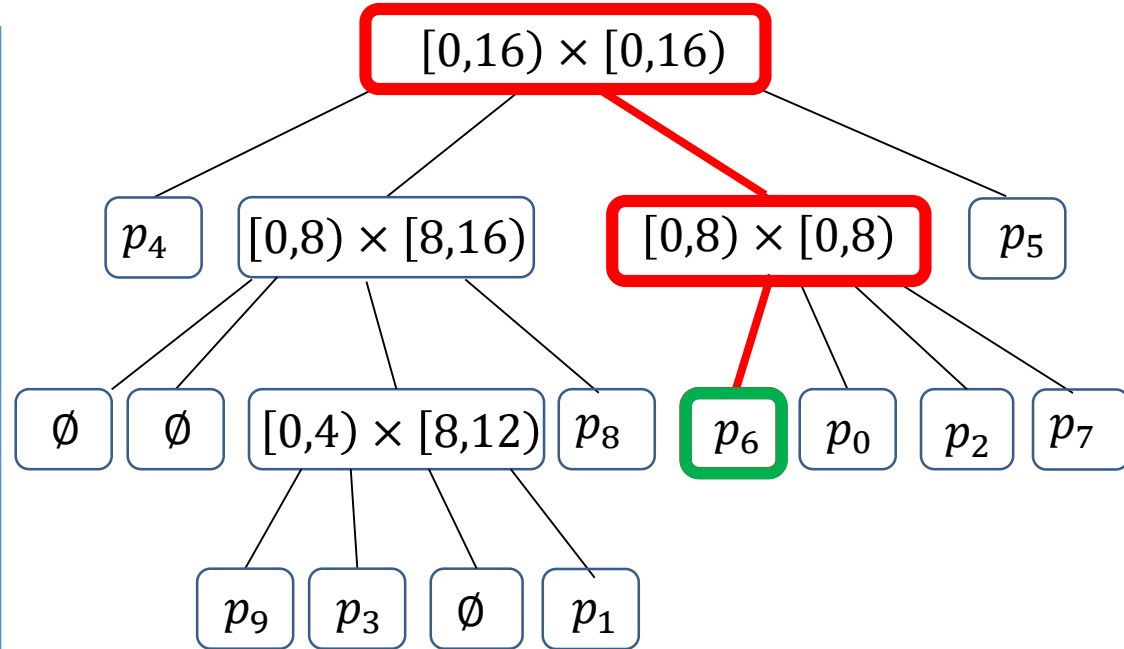 [0,16) × [0,16)
p₄ [0,8) × [8,16) [0,8) × [0,8) p₅
∅ ∅ [0,4) × [8,12) p₈ p₆ p₀ p₂ p₇
p₉ p₃ ∅ p₁